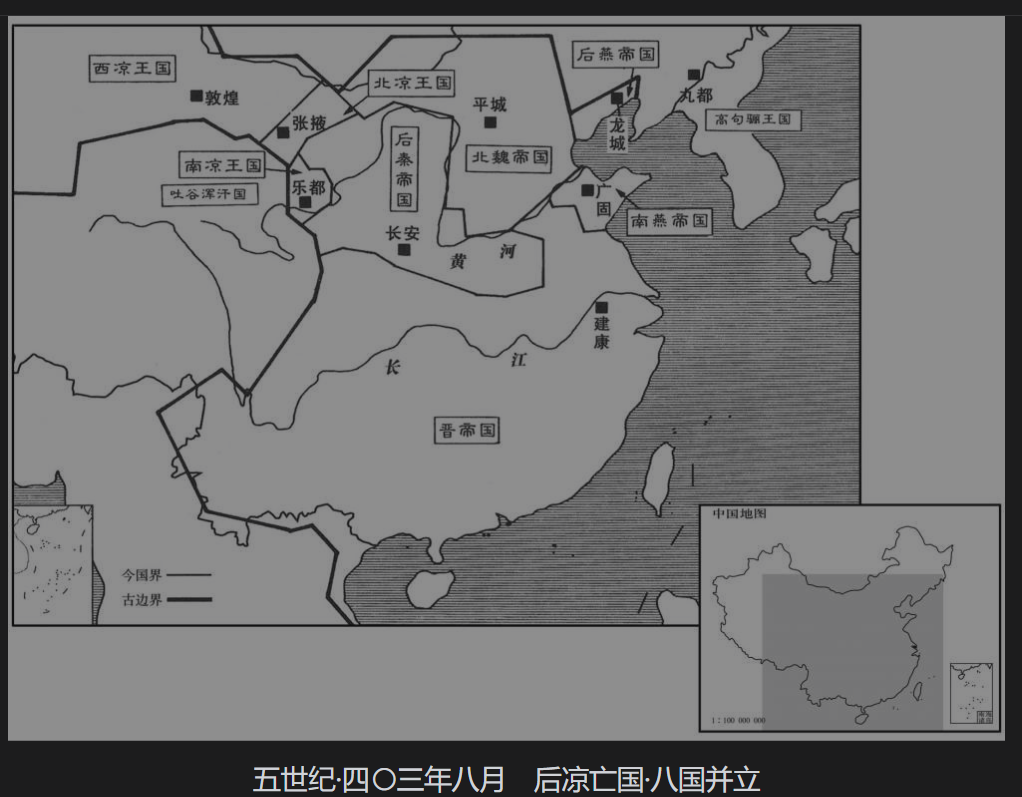 西凉王国
敦煌
北凉王国
张掖
后燕帝国
丸都
高句骊王国
平城
龙城
后秦帝国
北魏帝国
南凉王国
乐都
吐谷浑汗国
广固
南燕帝国
长安
黄河
建康
长江
晋帝国
今国界
古边界
中国地图
1：100 000 000
五世纪·四〇三年八月 后凉亡国·八国并立